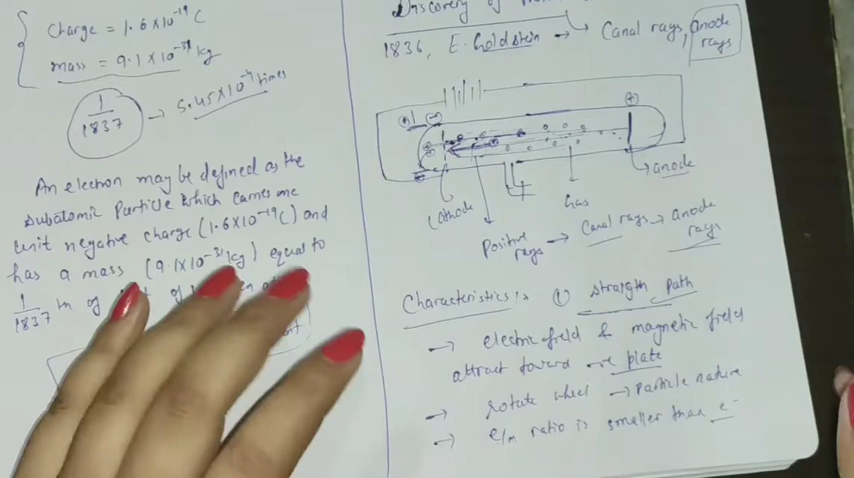 Charge = 1.6 × 10⁻¹⁹ C
mass = 9.1 × 10⁻³¹ kg
1/1837 → 5.45 × 10⁻⁴ times
An electron may be defined as the
subatomic Particle which carries one
unit negative charge (1.6×10⁻¹⁹ C) and
has a mass (9.1×10⁻³¹ kg) equal to
1/1837 th of of
Discovery of
1836, E. Goldstein → Canal rays, anode
rays
(+) (−) (+)
anode
Cathode
Gas
Positive
rays → Canal rays → anode
rays
Characteristics :→ (1) Straigth Path
→ electric field & magnetic field
attract toward -ve plate
→ rotate wheel → Particle nature
→ e/m ratio is smaller than e⁻